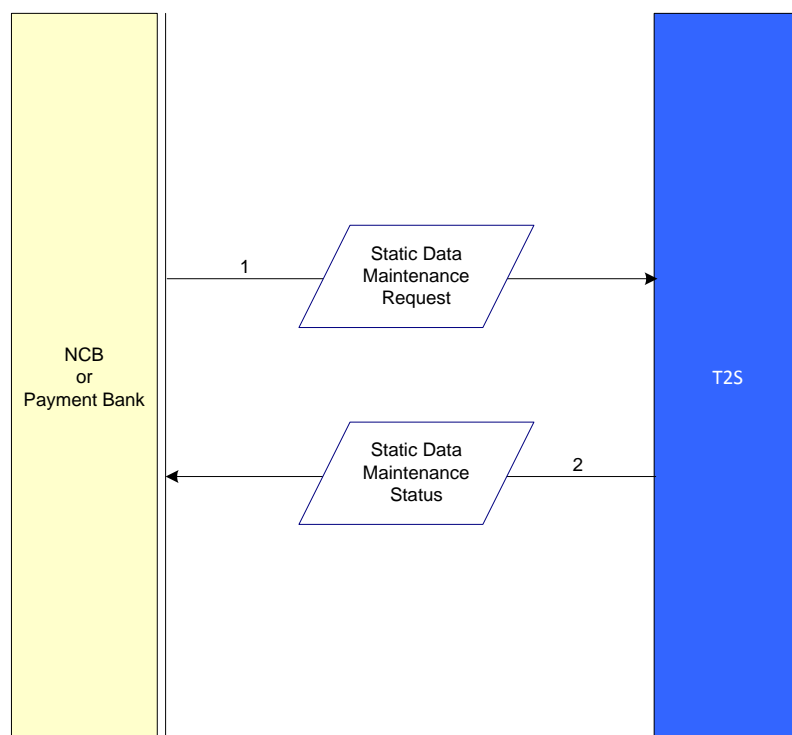 1
Static Data
Maintenance
Request
NCB
or
Payment Bank
T2S
Static Data
Maintenance
Status
2